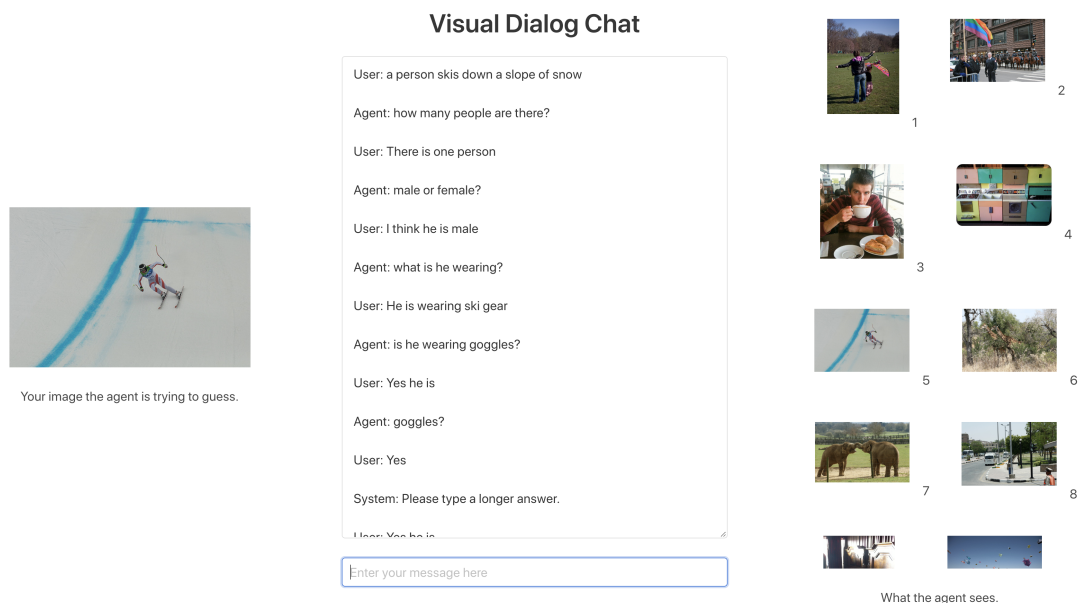 Visual Dialog Chat
User: a person skis down a slope of snow
Agent: how many people are there?
User: There is one person
Agent: male or female?
User: I think he is male
Agent: what is he wearing?
User: He is wearing ski gear
Agent: is he wearing goggles?
User: Yes he is
Agent: goggles?
User: Yes
System: Please type a longer answer.
User: Yes he is
Enter your message here
Your image the agent is trying to guess.
1
2
3
4
5
6
7
8
What the agent sees.